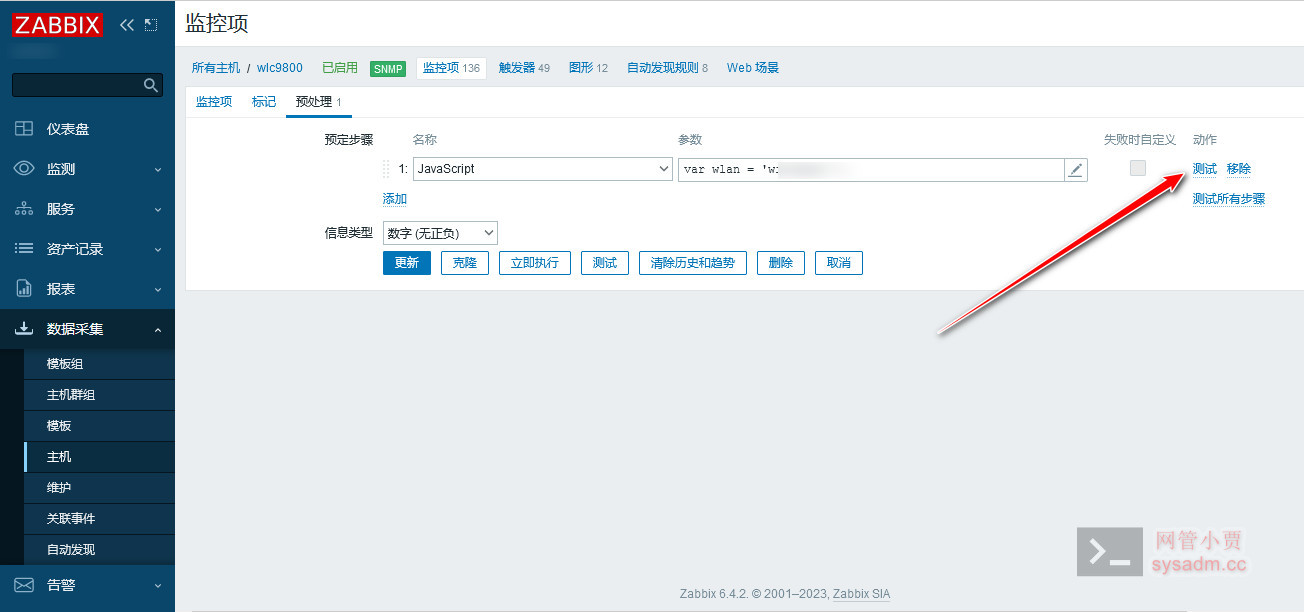 ZABBIX
监控项
所有主机 / wlc9800 已启用 SNMP 监控项 136 触发器 49 图形 12 自动发现规则 8 Web 场景
监控项 标记 预处理 1
预定步骤 名称 参数 失败时自定义 动作
1: JavaScript var wlan = 'wi 测试 移除
添加 测试所有步骤
信息类型 数字 (无正负)
更新 克隆 立即执行 测试 清除历史和趋势 删除 取消
仪表盘
监测
服务
资产记录
报表
数据采集
模板组
主机群组
模板
主机
维护
关联事件
自动发现
告警
网管小贾
sysadm.cc
Zabbix 6.4.2. © 2001–2023, Zabbix SIA